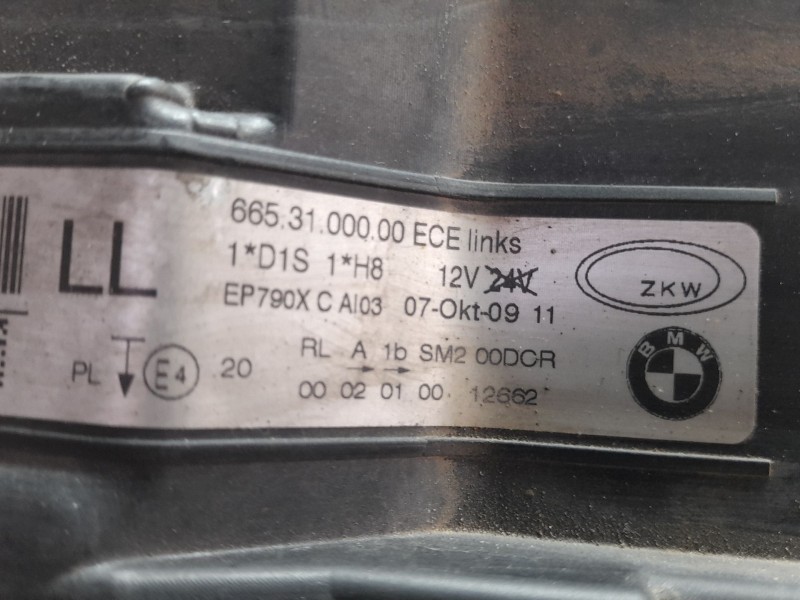 LL
665.31.000.00 ECE links
1*D1S 1*H8 12V 24V
EP790X C AI03 07-Okt-09 11
ZKW
BMW
PL E4 20
RL A 1b SM2 00DCR
00 02 01 00 12662